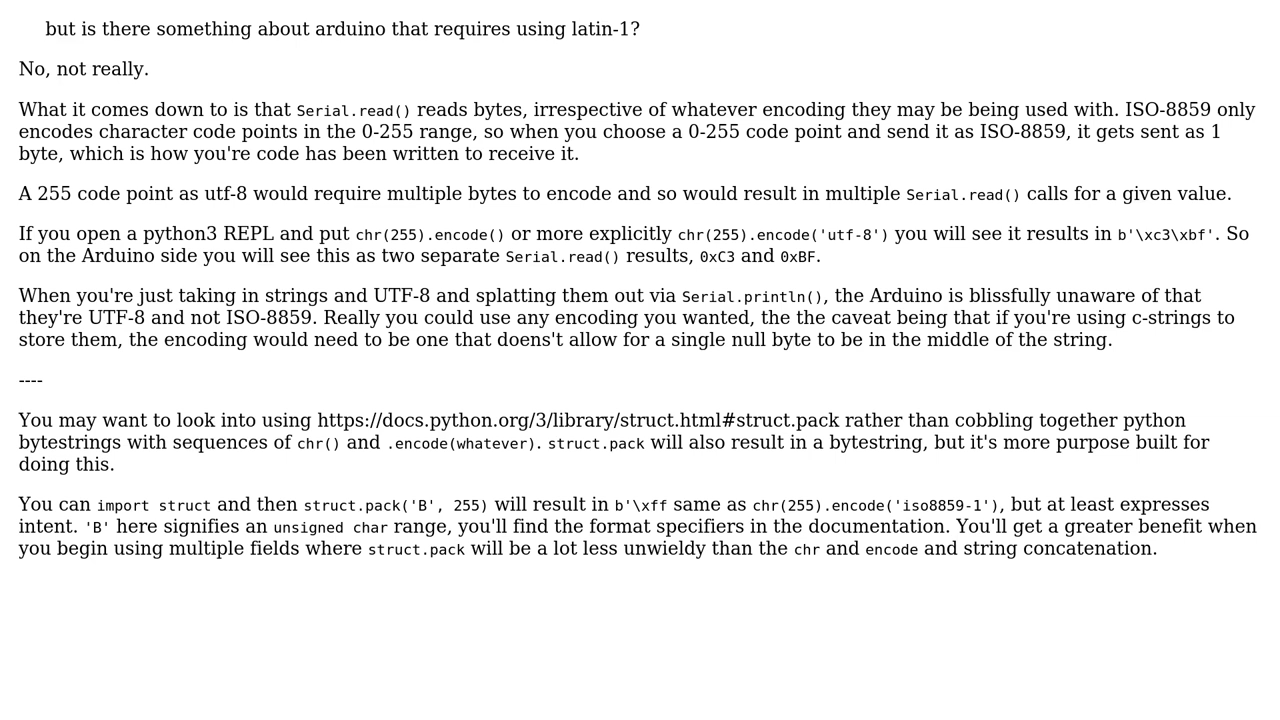 but is there something about arduino that requires using latin-1?
No, not really.
What it comes down to is that Serial.read() reads bytes, irrespective of whatever encoding they may be being used with. ISO-8859 only
encodes character code points in the 0-255 range, so when you choose a 0-255 code point and send it as ISO-8859, it gets sent as 1
byte, which is how you're code has been written to receive it.
A 255 code point as utf-8 would require multiple bytes to encode and so would result in multiple Serial.read() calls for a given value.
If you open a python3 REPL and put chr(255).encode() or more explicitly chr(255).encode('utf-8') you will see it results in b'\xc3\xbf'. So
on the Arduino side you will see this as two separate Serial.read() results, 0xC3 and 0xBF.
When you're just taking in strings and UTF-8 and splatting them out via Serial.println(), the Arduino is blissfully unaware of that
they're UTF-8 and not ISO-8859. Really you could use any encoding you wanted, the the caveat being that if you're using c-strings to
store them, the encoding would need to be one that doens't allow for a single null byte to be in the middle of the string.
----
You may want to look into using https://docs.python.org/3/library/struct.html#struct.pack rather than cobbling together python
bytestrings with sequences of chr() and .encode(whatever). struct.pack will also result in a bytestring, but it's more purpose built for
doing this.
You can import struct and then struct.pack('B', 255) will result in b'\xff same as chr(255).encode('iso8859-1'), but at least expresses
intent. 'B' here signifies an unsigned char range, you'll find the format specifiers in the documentation. You'll get a greater benefit when
you begin using multiple fields where struct.pack will be a lot less unwieldy than the chr and encode and string concatenation.